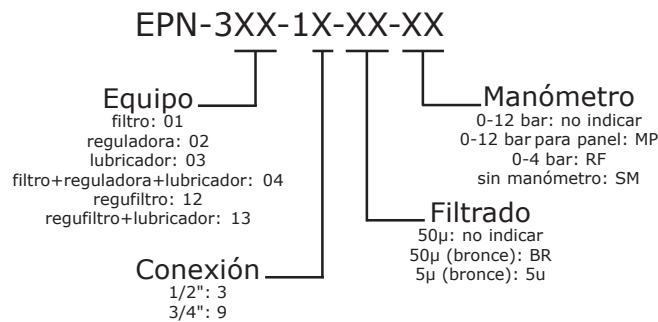 EPN-3XX-1X-XX-XX
Equipo
filtro: 01
reguladora: 02
lubricador: 03
filtro+reguladora+lubricador: 04
regufiltro: 12
regufiltro+lubricador: 13
Conexión
1/2": 3
3/4": 9
Manómetro
0-12 bar: no indicar
0-12 bar para panel: MP
0-4 bar: RF
sin manómetro: SM
Filtrado
50µ: no indicar
50µ (bronce): BR
5µ (bronce): 5u